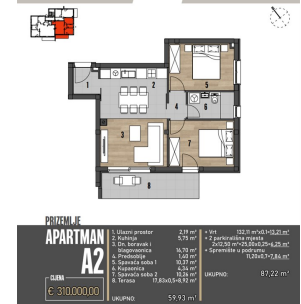 1
2
3
4
5
6
7
8
PRIZEMLJE
APARTMAN
A2
CIJENA
€ 310.000,00
1. Ulazni prostor 2,19 m²
2. Kuhinja 5,75 m²
3. Dn. boravak i
blagovaonica 14,70 m²
4. Predsoblje 1,40 m²
5. Spavaća soba 1 10,37 m²
6. Kupaonica 4,34 m²
7. Spavaća soba 2 10,26 m²
8. Terasa 17,83x0,5=8,92 m²
UKUPNO: 59.93 m²
+ Vrt 132,11 m²x0.1=13,21 m²
+ 2 parkirališna mjesta
2x12,50 m²=25,00x0,25=6,25 m²
+ Spremište u podrumu
11,20x0,7=7,84 m²
UKUPNO: 87,22 m²